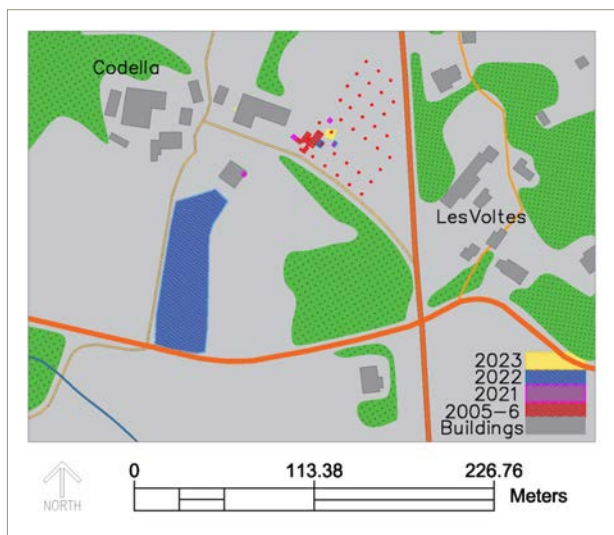 Codella
LesVoltes
2023
2022
2021
2005-6
Buildings
NORTH
0 113.38 226.76
Meters